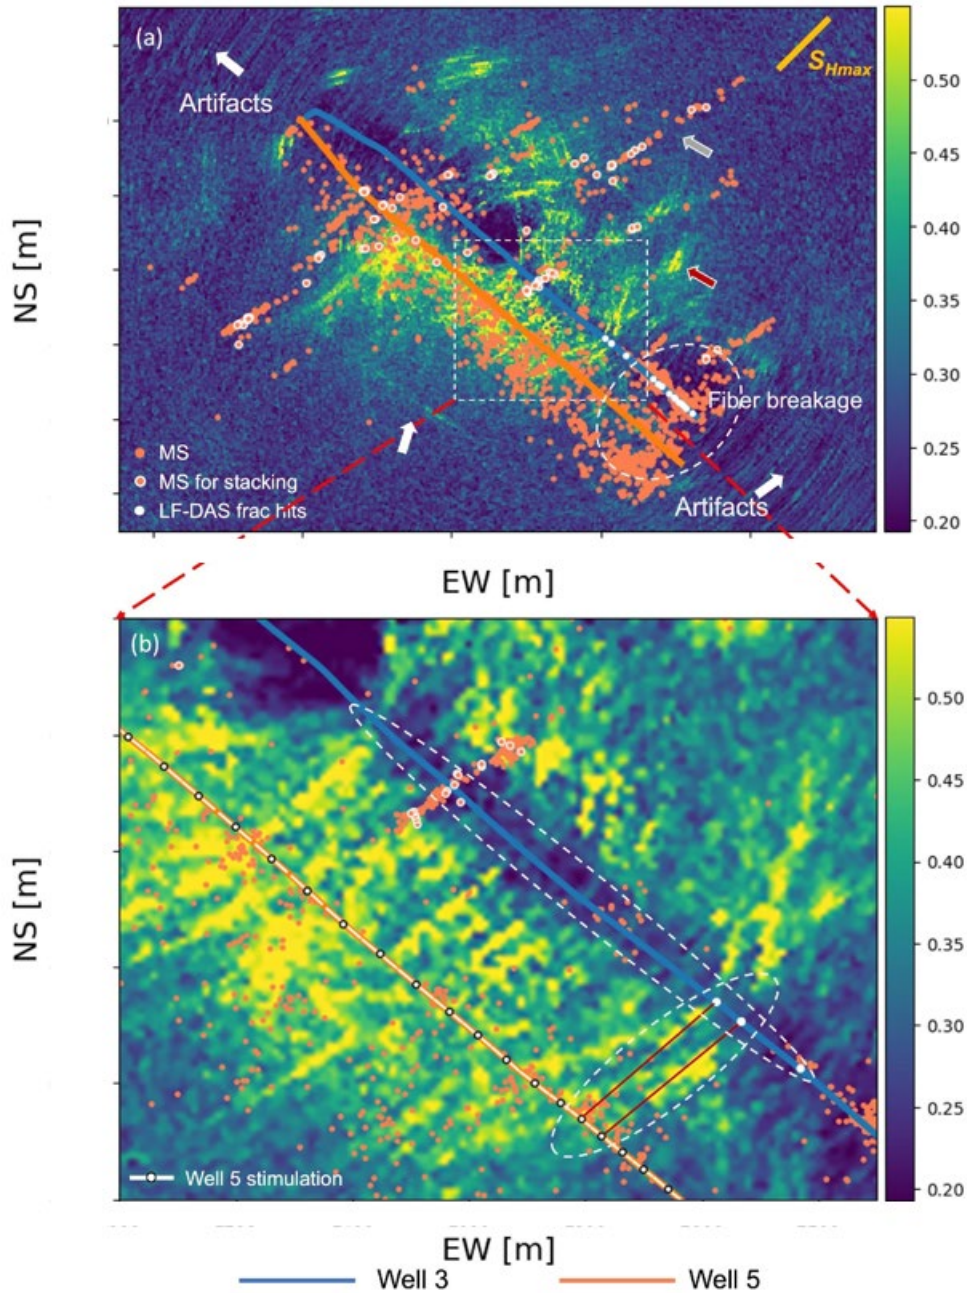 (a)
S_Hmax
Artifacts
0.50
0.45
0.40
0.35
0.30
0.25
0.20
NS [m]
MS
MS for stacking
LF-DAS frac hits
Fiber breakage
Artifacts
EW [m]
(b)
0.50
0.45
0.40
0.35
0.30
0.25
0.20
NS [m]
Well 5 stimulation
EW [m]
Well 3
Well 5